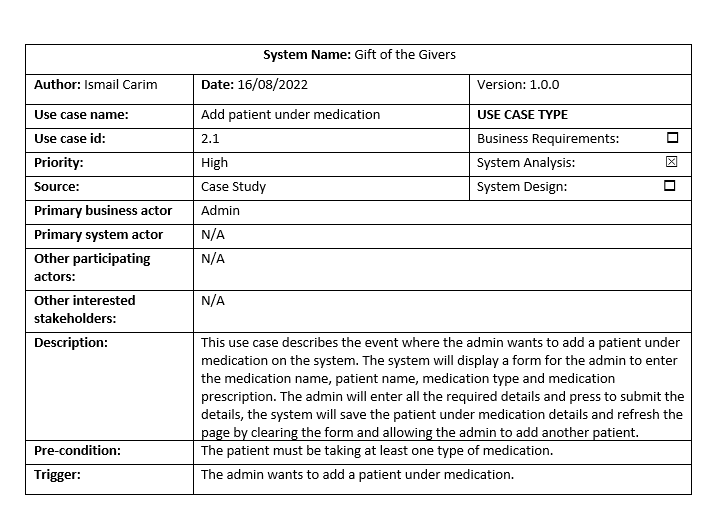 System Name: Gift of the Givers
Author: Ismail Carim Date: 16/08/2022 Version: 1.0.0
Use case name: Add patient under medication USE CASE TYPE
Use case id: 2.1 Business Requirements: ☐
Priority: High System Analysis: ☒
Source: Case Study System Design: ☐
Primary business actor Admin
Primary system actor N/A
Other participating N/A
actors:
Other interested N/A
stakeholders:
Description: This use case describes the event where the admin wants to add a patient under
medication on the system. The system will display a form for the admin to enter
the medication name, patient name, medication type and medication
prescription. The admin will enter all the required details and press to submit the
details, the system will save the patient under medication details and refresh the
page by clearing the form and allowing the admin to add another patient.
Pre-condition: The patient must be taking at least one type of medication.
Trigger: The admin wants to add a patient under medication.